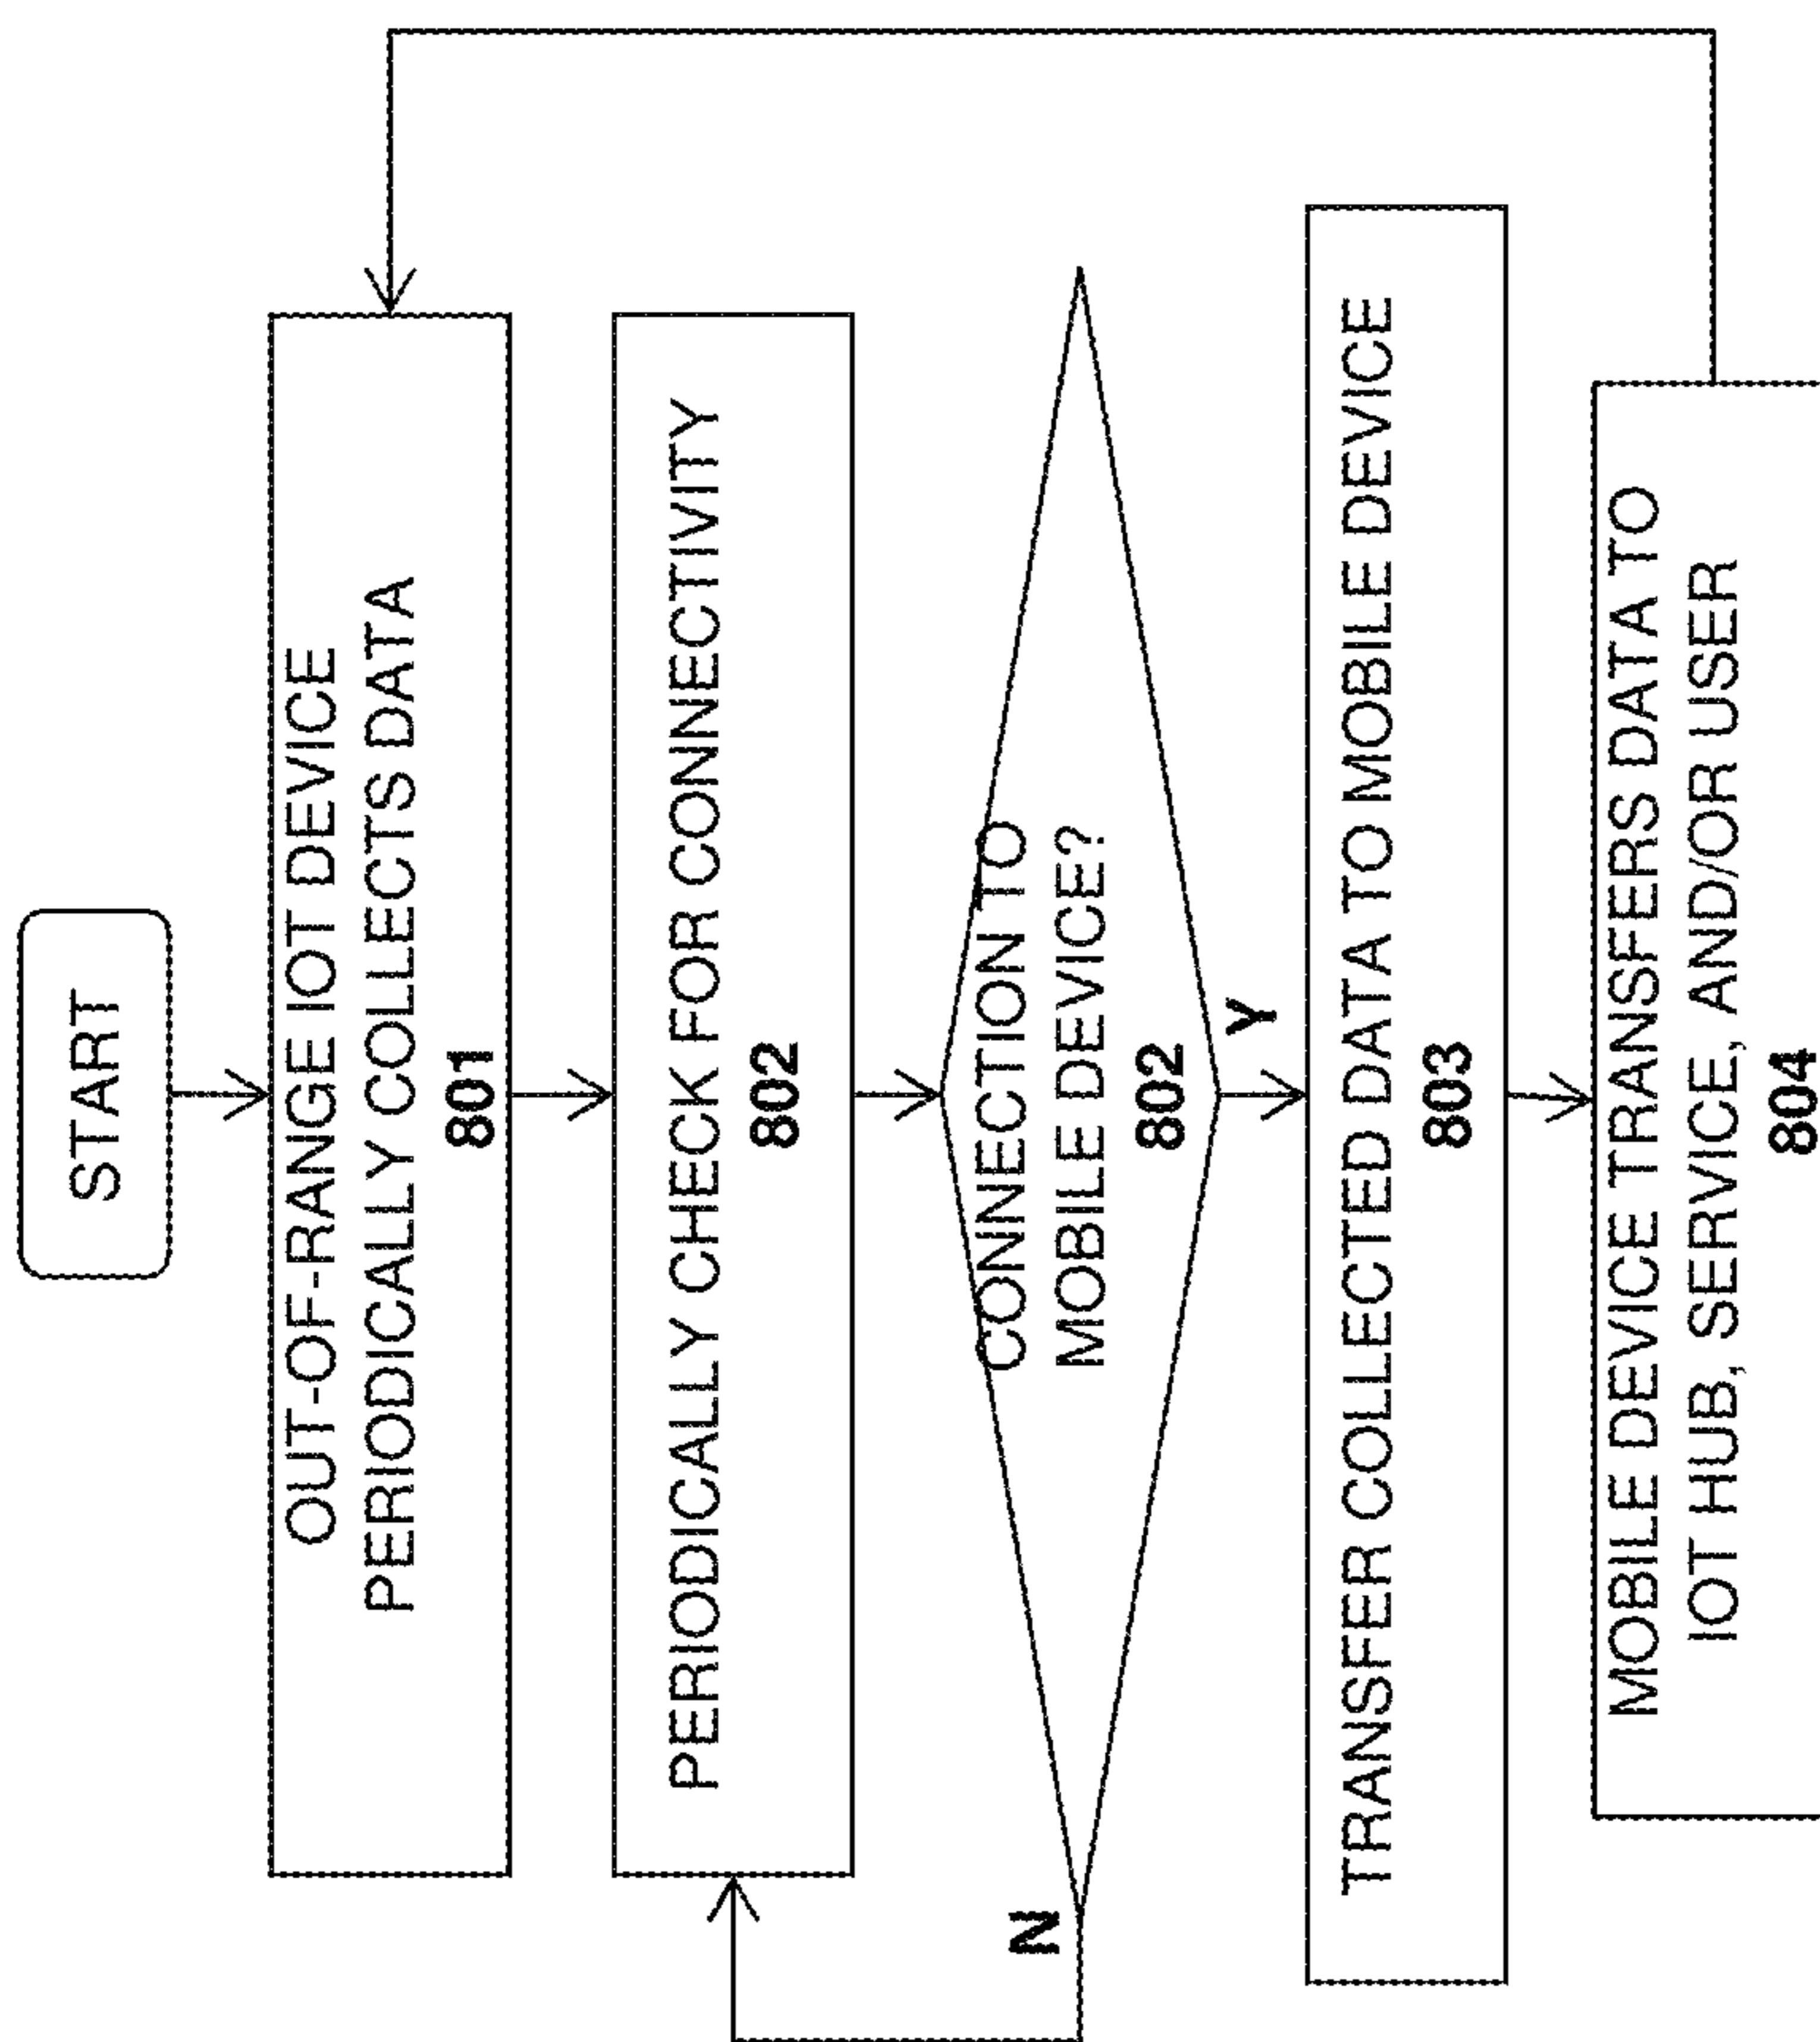 START
OUT-OF-RANGE IOT DEVICE
PERIODICALLY COLLECTS DATA
801
PERIODICALLY CHECK FOR CONNECTIVITY
802
CONNECTION TO
MOBILE DEVICE?
802
N
Y
TRANSFER COLLECTED DATA TO MOBILE DEVICE
803
MOBILE DEVICE TRANSFERS DATA TO
IOT HUB, SERVICE, AND/OR USER
804